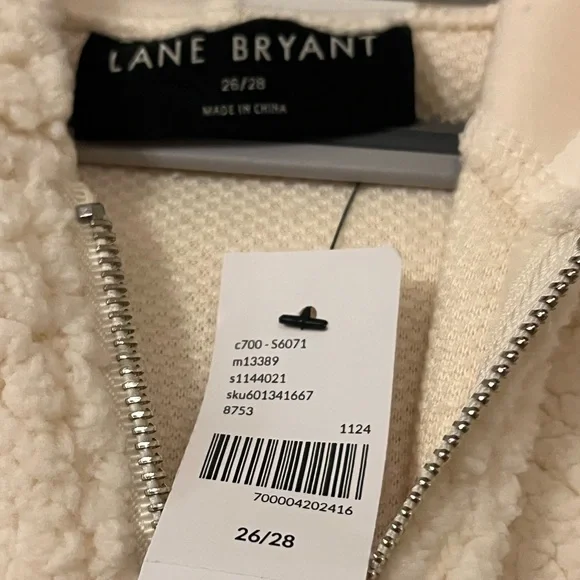 LANE BRYANT
26/28
MADE IN CHINA
c700 - S6071
m13389
s1144021
sku601341667
8753
1124
700004202416
26/28